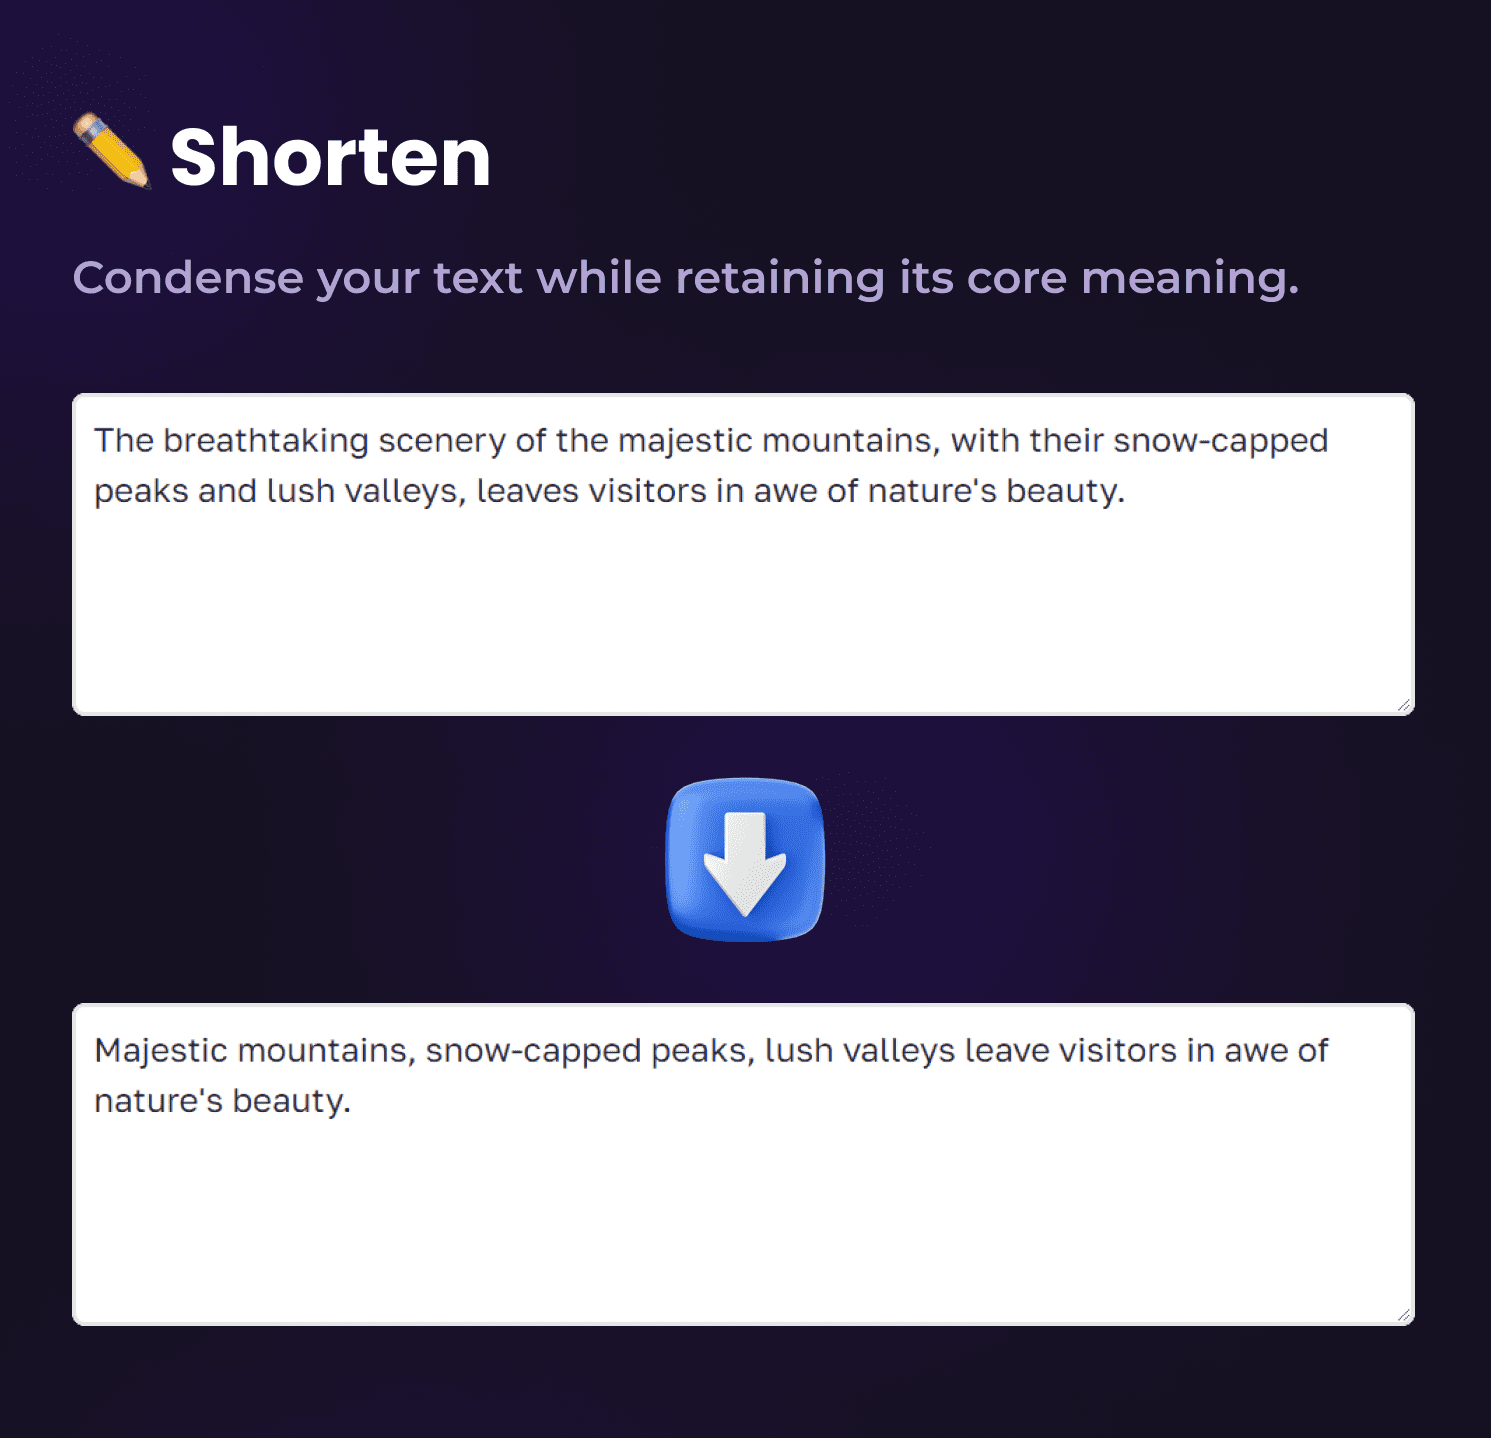 Shorten
Condense your text while retaining its core meaning.
The breathtaking scenery of the majestic mountains, with their snow-capped
peaks and lush valleys, leaves visitors in awe of nature's beauty.
Majestic mountains, snow-capped peaks, lush valleys leave visitors in awe of
nature's beauty.